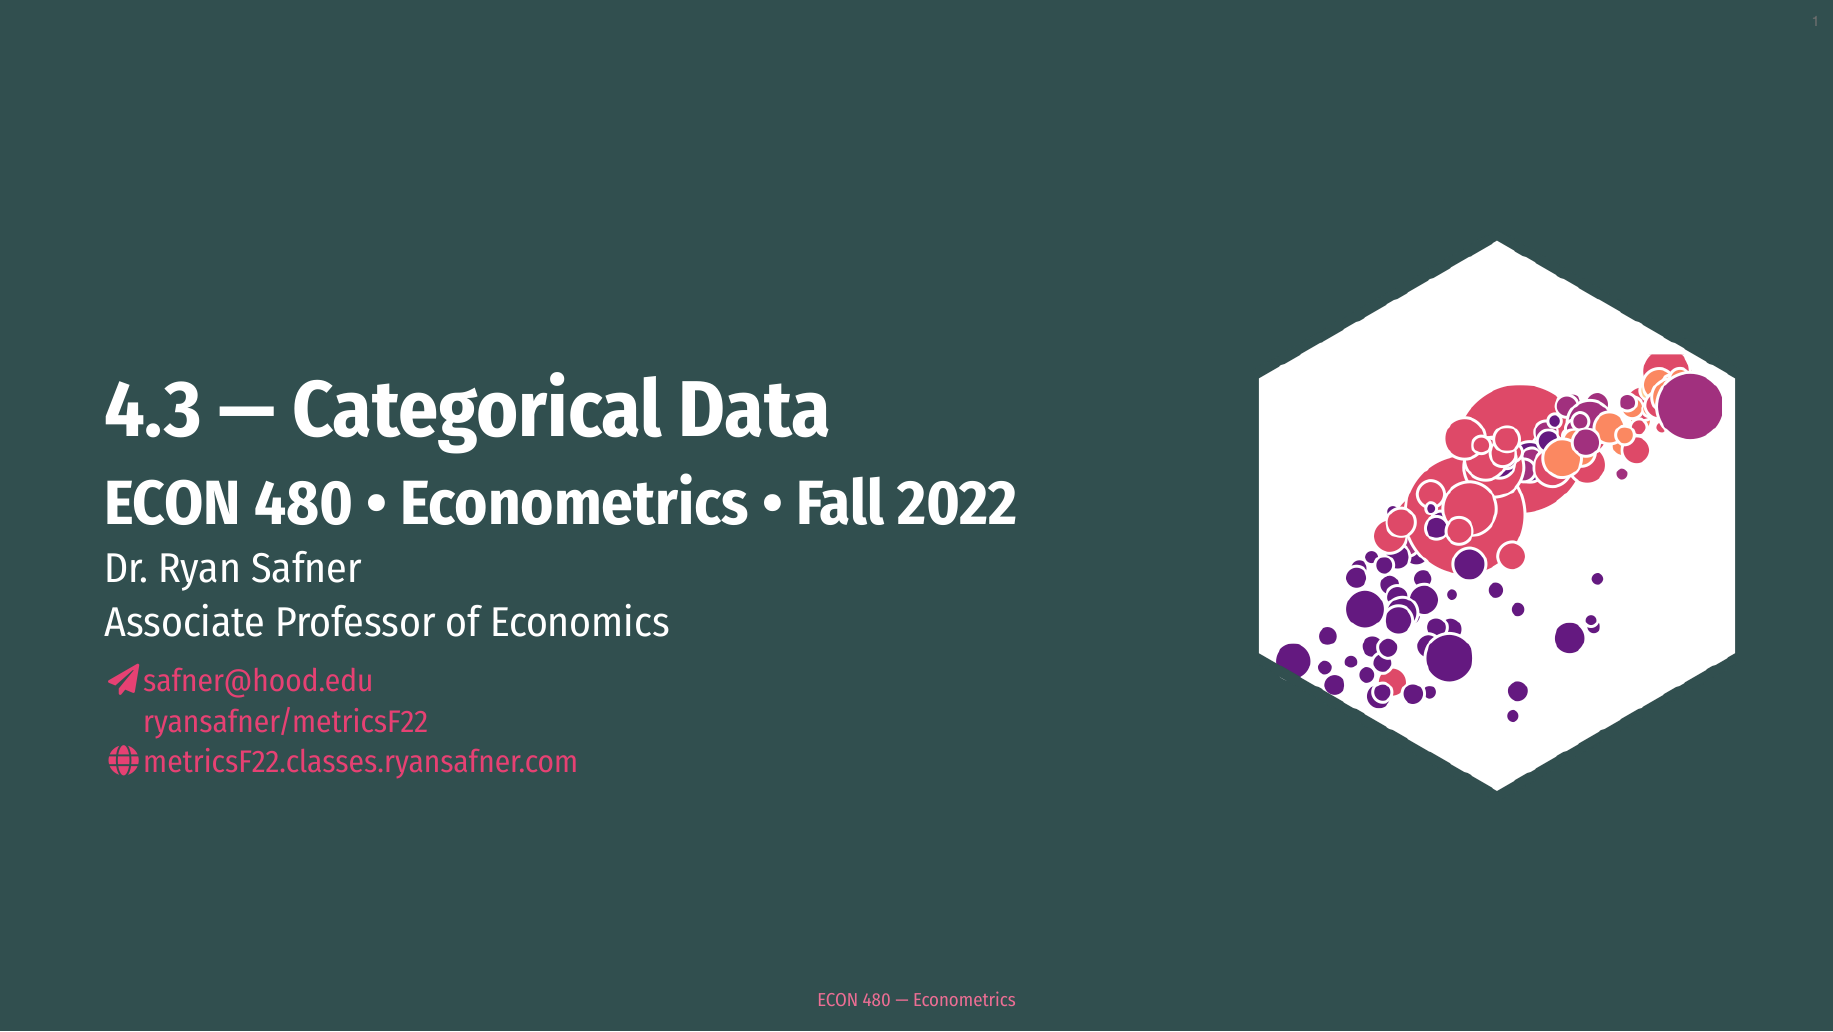 1
4.3 — Categorical Data
ECON 480 • Econometrics • Fall 2022
Dr. Ryan Safner
Associate Professor of Economics
safner@hood.edu
ryansafner/metricsF22
metricsF22.classes.ryansafner.com
ECON 480 — Econometrics